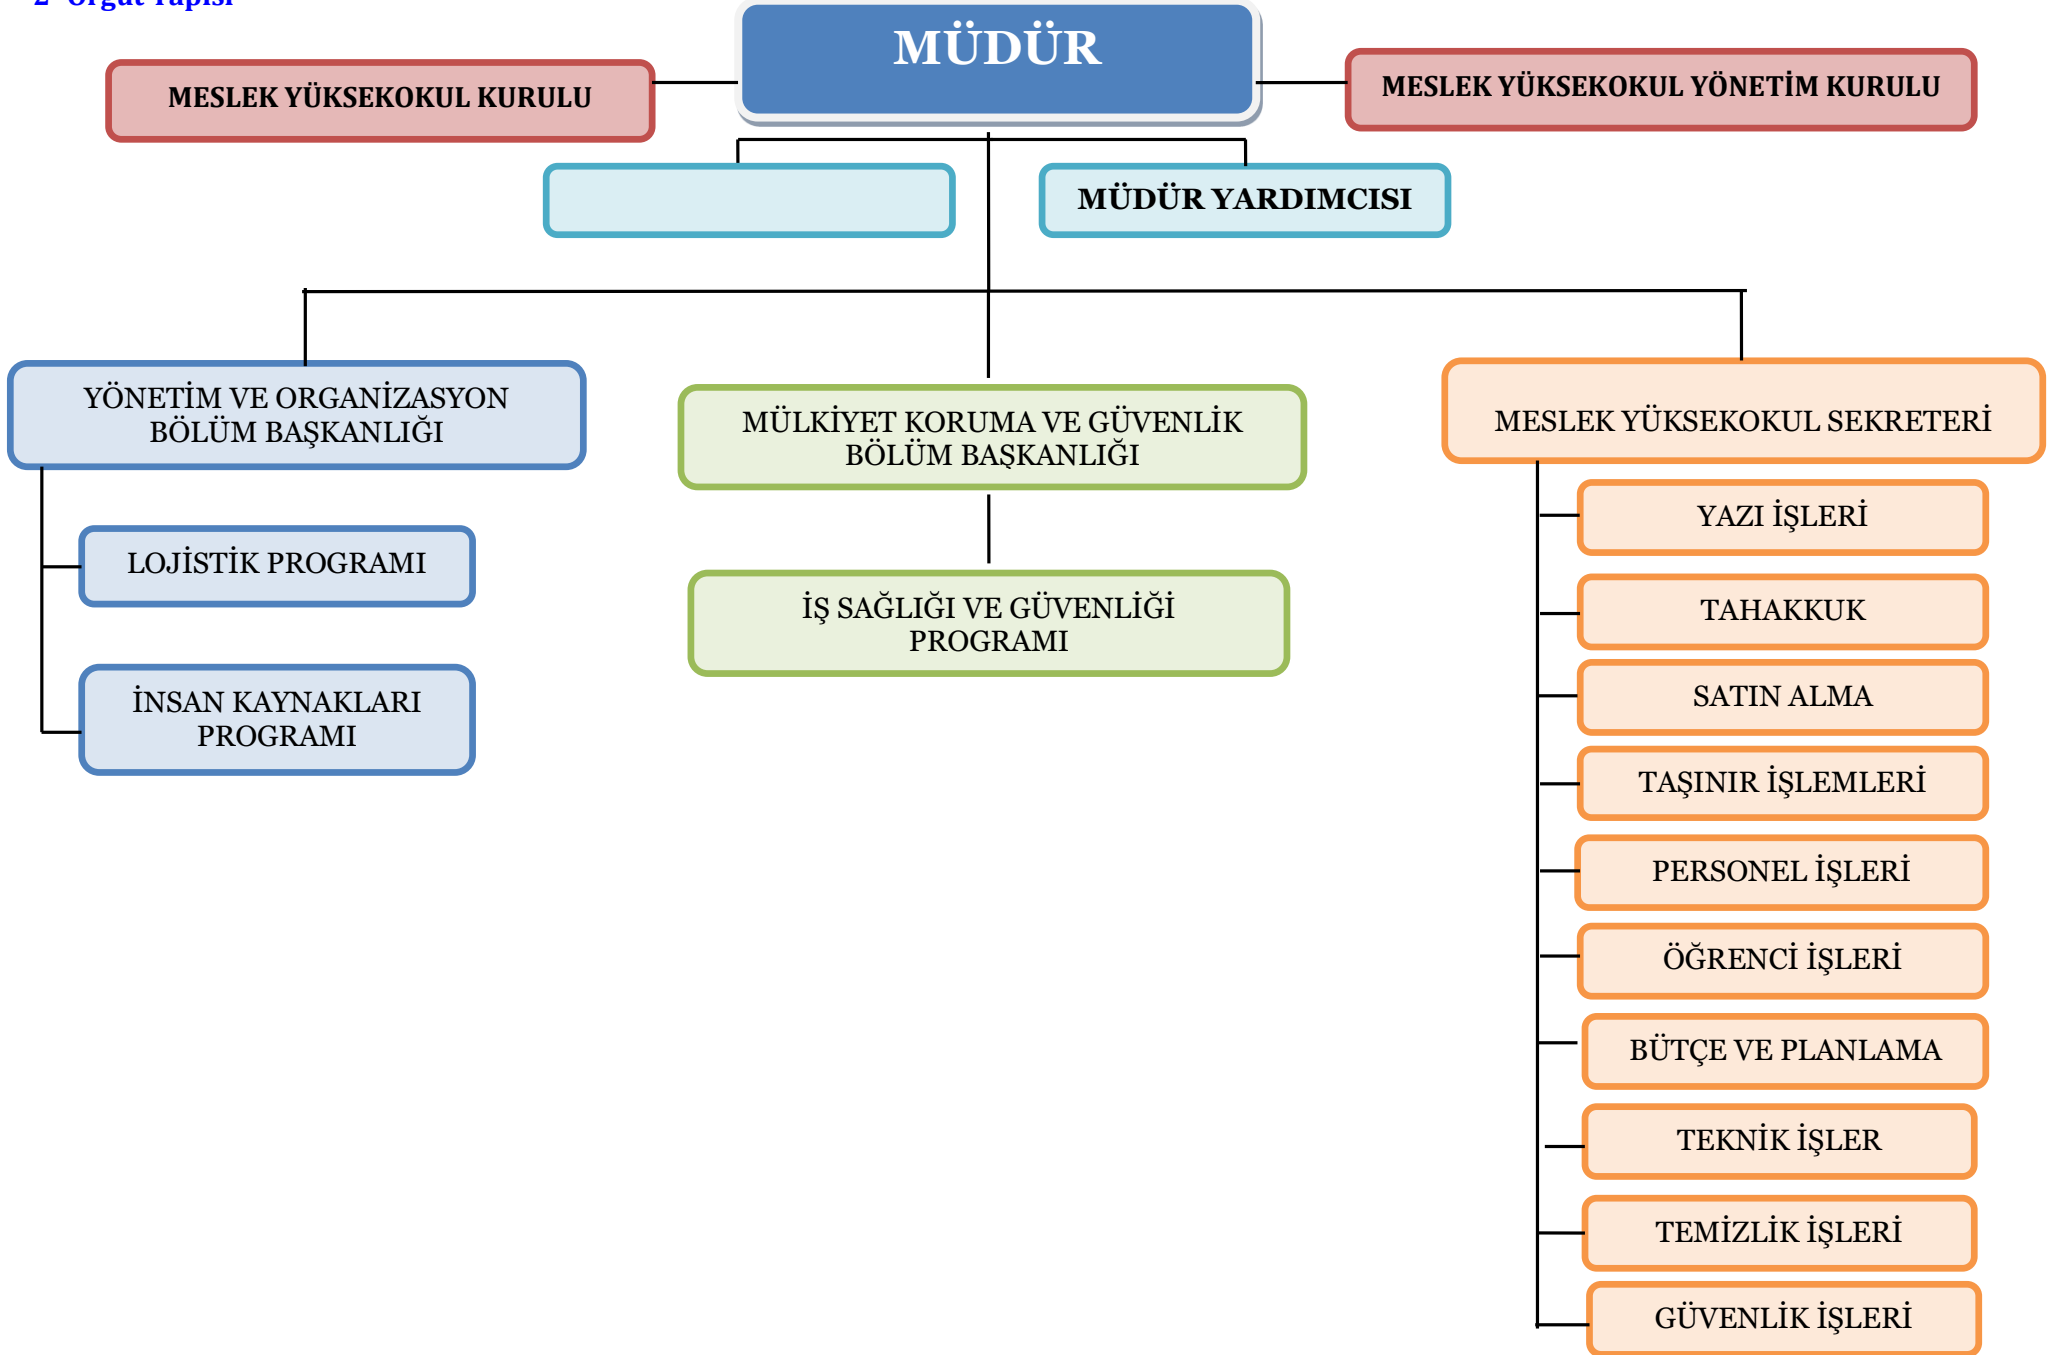 2- Örgüt Yapısı
MÜDÜR
MESLEK YÜKSEKOKUL KURULU
MESLEK YÜKSEKOKUL YÖNETİM KURULU
MÜDÜR YARDIMCISI
YÖNETİM VE ORGANİZASYON
BÖLÜM BAŞKANLIĞI
LOJİSTİK PROGRAMI
İNSAN KAYNAKLARI
PROGRAMI
MÜLKİYET KORUMA VE GÜVENLİK
BÖLÜM BAŞKANLIĞI
İŞ SAĞLIĞI VE GÜVENLİĞİ
PROGRAMI
MESLEK YÜKSEKOKUL SEKRETERİ
YAZI İŞLERİ
TAHAKKUK
SATIN ALMA
TAŞINIR İŞLEMLERİ
PERSONEL İŞLERİ
ÖĞRENCİ İŞLERİ
BÜTÇE VE PLANLAMA
TEKNİK İŞLER
TEMİZLİK İŞLERİ
GÜVENLİK İŞLERİ